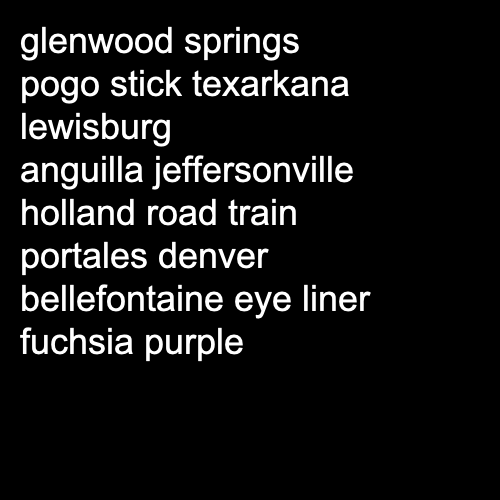 glenwood springs
pogo stick texarkana
lewisburg
anguilla jeffersonville
holland road train
portales denver
bellefontaine eye liner
fuchsia purple